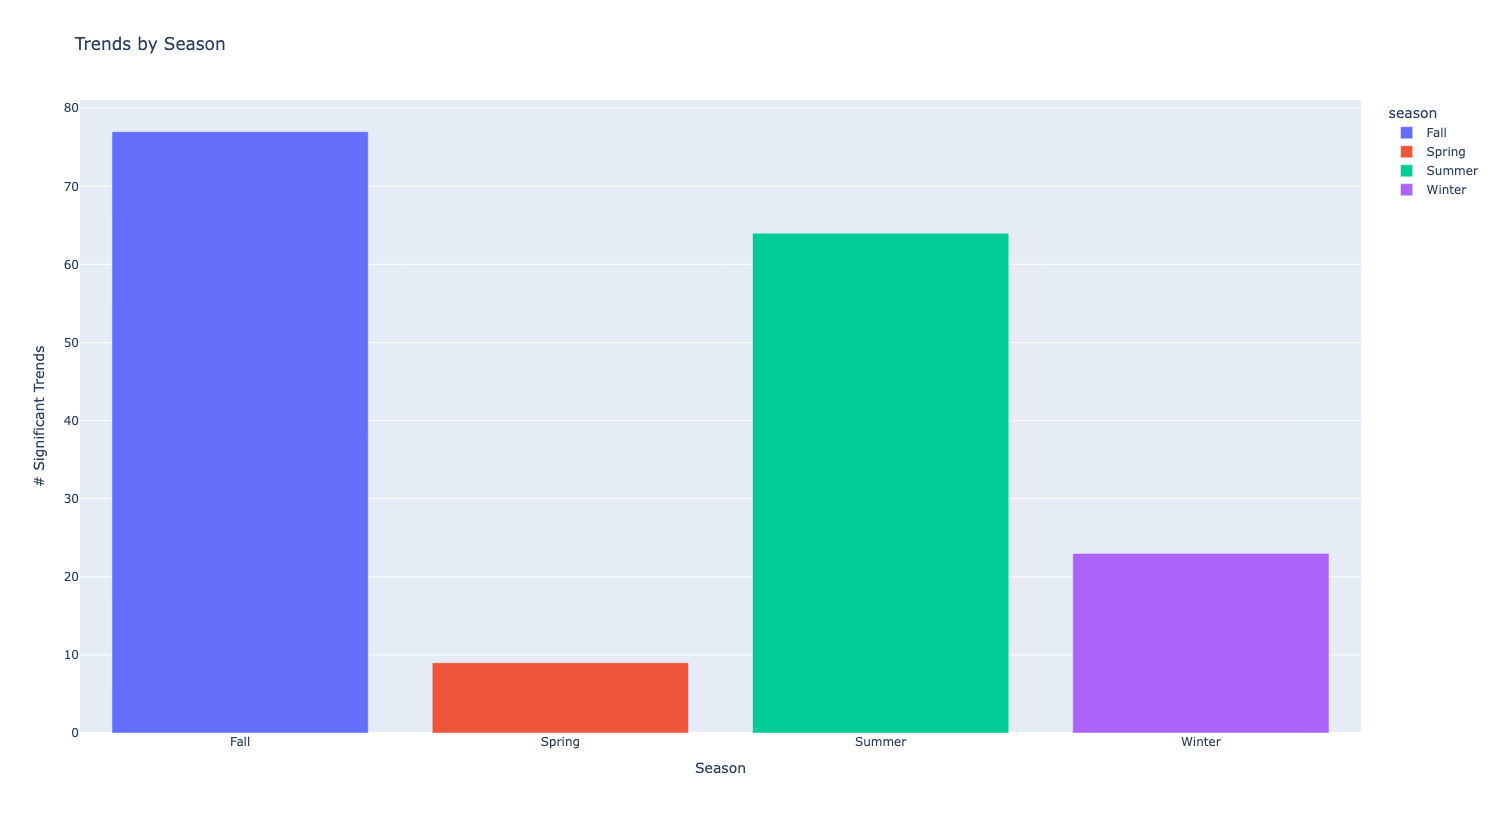 Trends by Season
80
70
60
50
40
30
20
10
0
# Significant Trends
Fall
Spring
Summer
Winter
Season
season
Fall
Spring
Summer
Winter